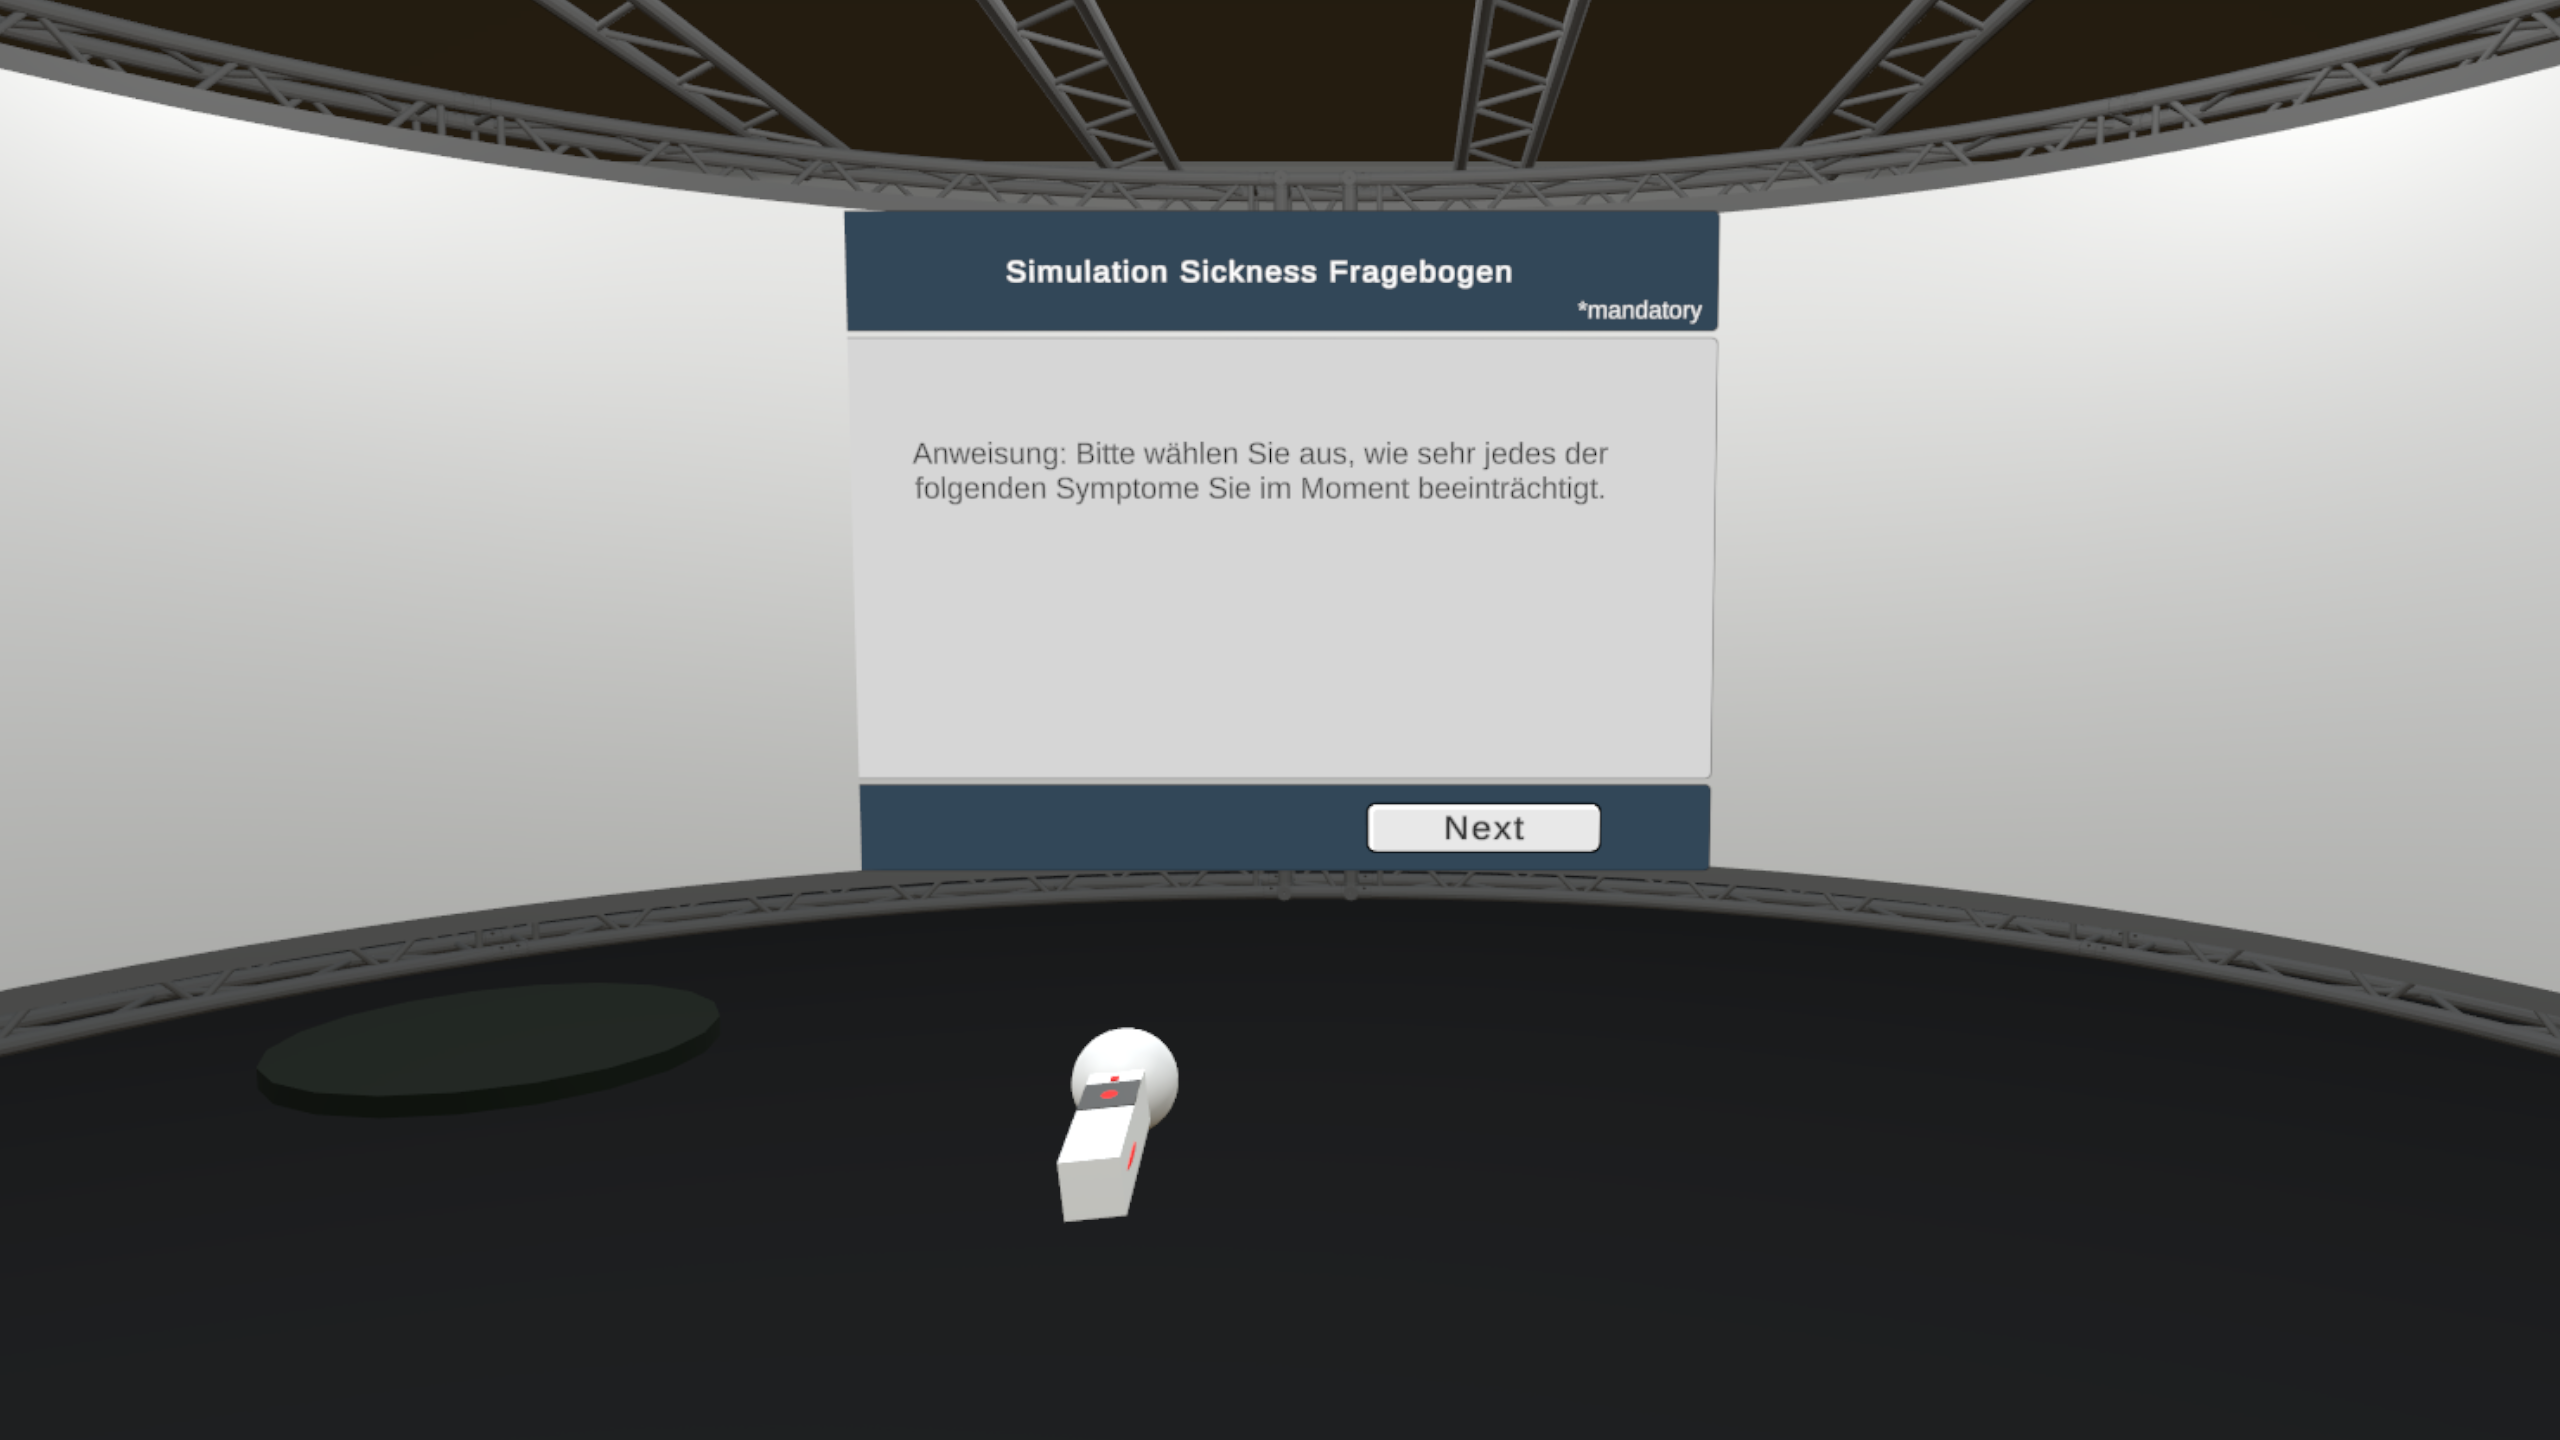 Simulation Sickness Fragebogen
*mandatory
Anweisung: Bitte wählen Sie aus, wie sehr jedes der
folgenden Symptome Sie im Moment beeinträchtigt.
Next